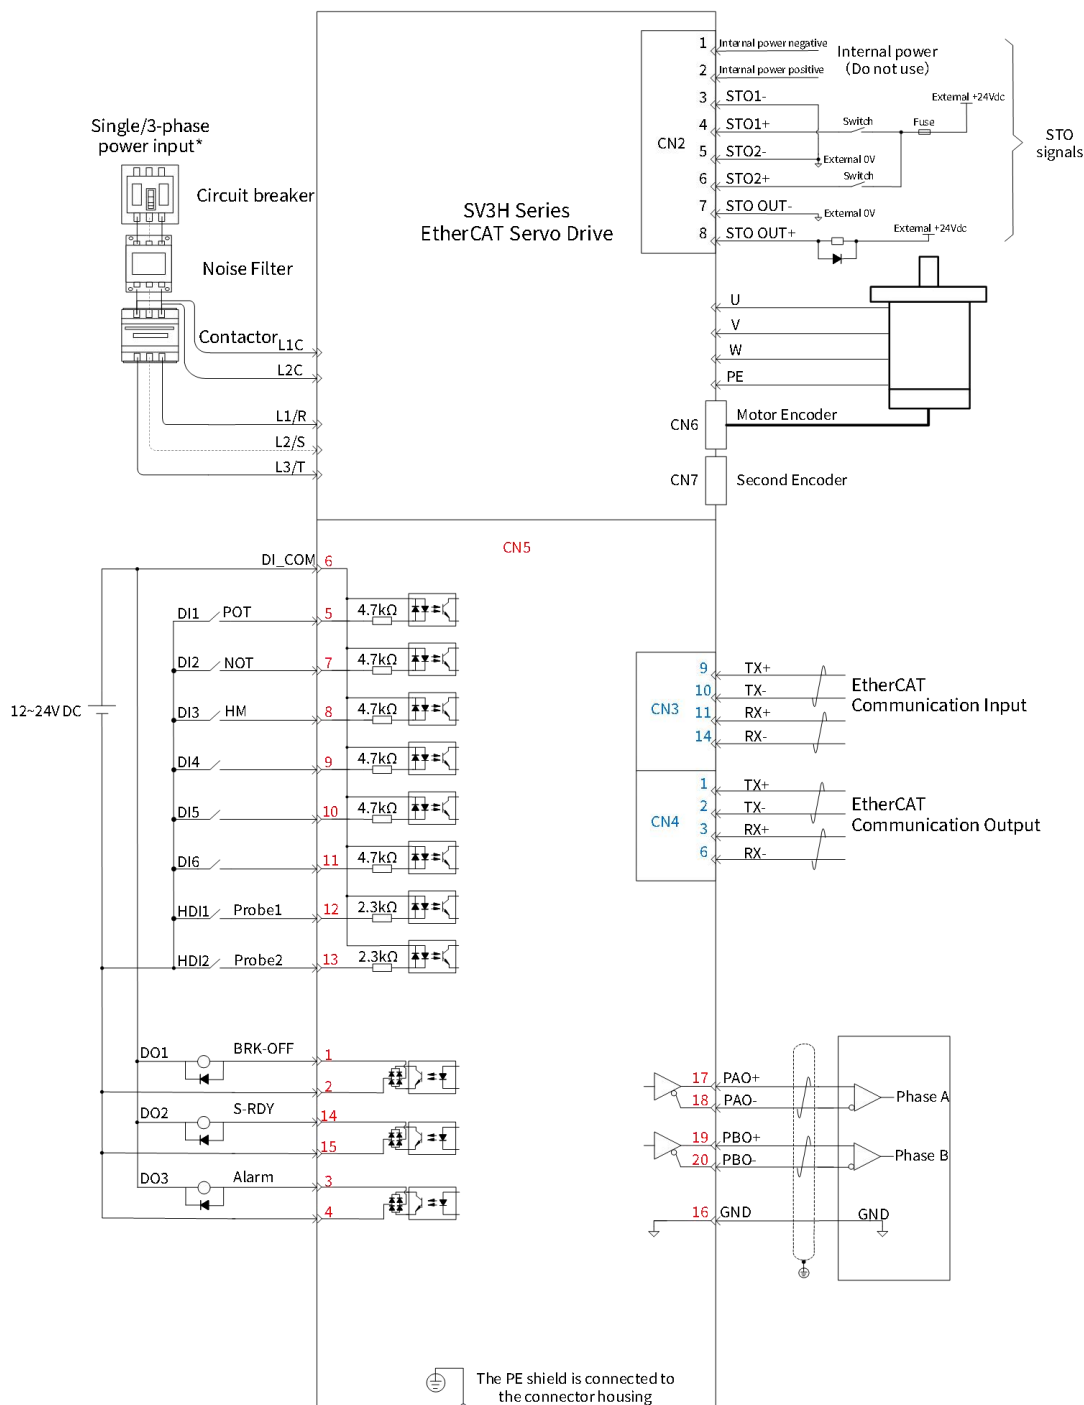 Single/3-phase
power input*
Circuit breaker
Noise Filter
Contactor
L1C
L2C
L1/R
L2/S
L3/T
SV3H Series
EtherCAT Servo Drive
CN2
1 Internal power negative
2 Internal power positive
Internal power
(Do not use)
3 STO1-
4 STO1+ Switch Fuse External +24Vdc
5 STO2- External 0V
6 STO2+ Switch
7 STO OUT- External 0V
8 STO OUT+ External +24Vdc
STO
signals
U
V
W
PE
CN6 Motor Encoder
CN7 Second Encoder
CN5
12~24V DC
DI_COM 6
DI1 POT 5 4.7kΩ
DI2 NOT 7 4.7kΩ
DI3 HM 8 4.7kΩ
DI4 9 4.7kΩ
DI5 10 4.7kΩ
DI6 11 4.7kΩ
HDI1 Probe1 12 2.3kΩ
HDI2 Probe2 13 2.3kΩ
DO1 BRK-OFF 1
2
DO2 S-RDY 14
15
DO3 Alarm 3
4
CN3
9 TX+
10 TX-
11 RX+
14 RX-
EtherCAT
Communication Input
CN4
1 TX+
2 TX-
3 RX+
6 RX-
EtherCAT
Communication Output
17 PAO+
18 PAO-
Phase A
19 PBO+
20 PBO-
Phase B
16 GND GND
The PE shield is connected to
the connector housing